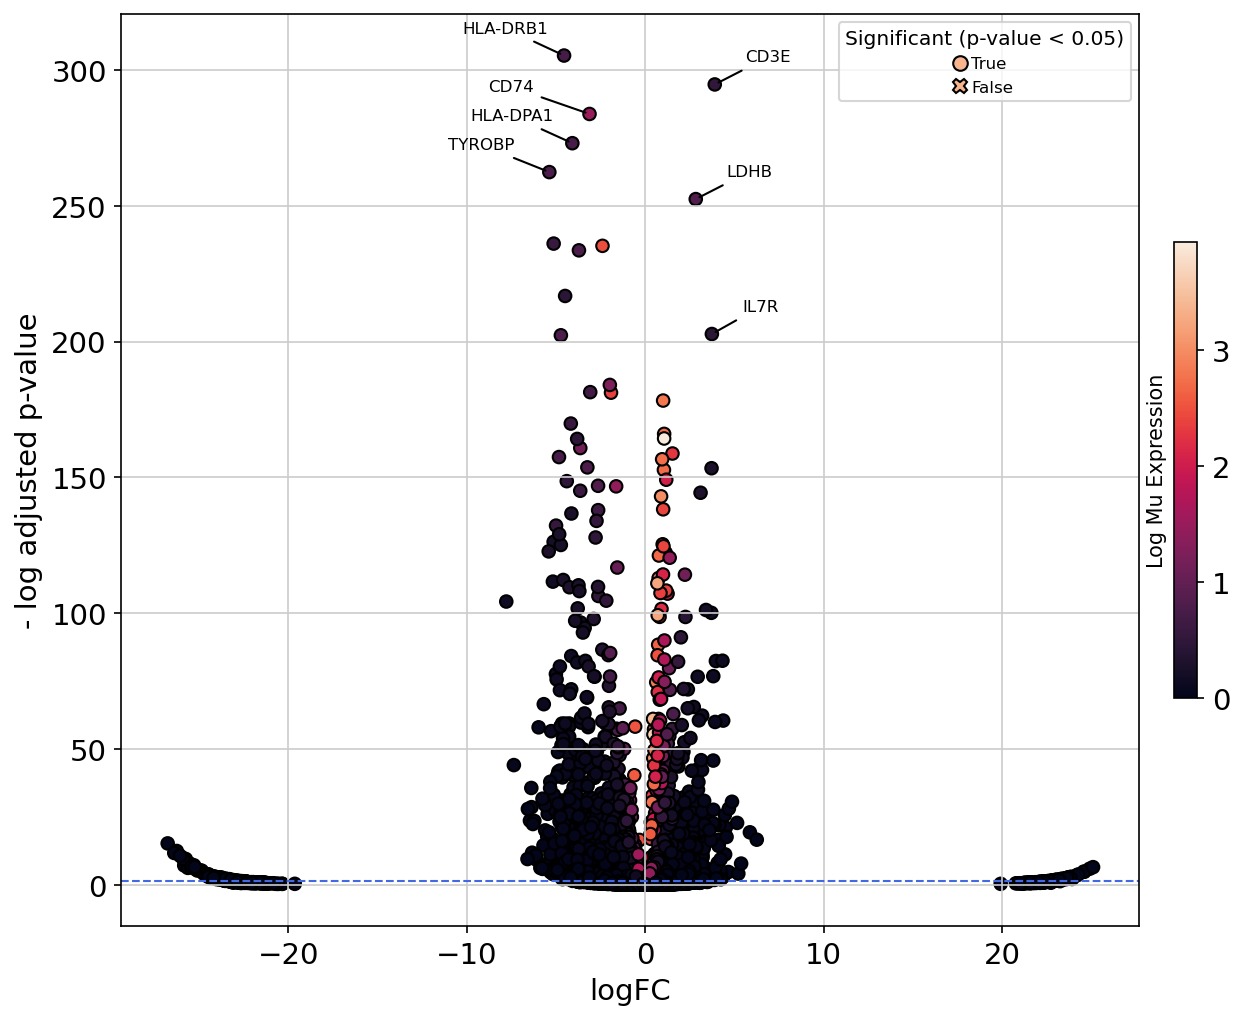 HLA-DRB1
CD3E
CD74
HLA-DPA1
TYROBP
LDHB
IL7R
Significant (p-value < 0.05)
True
False
300
250
200
150
100
50
0
- log adjusted p-value
−20
−10
0
10
20
logFC
3
2
1
0
Log Mu Expression